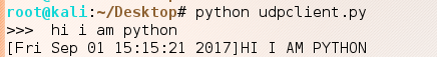 root@kali:~/Desktop# python udpclient.py
>>>  hi i am python
[Fri Sep 01 15:15:21 2017]HI I AM PYTHON